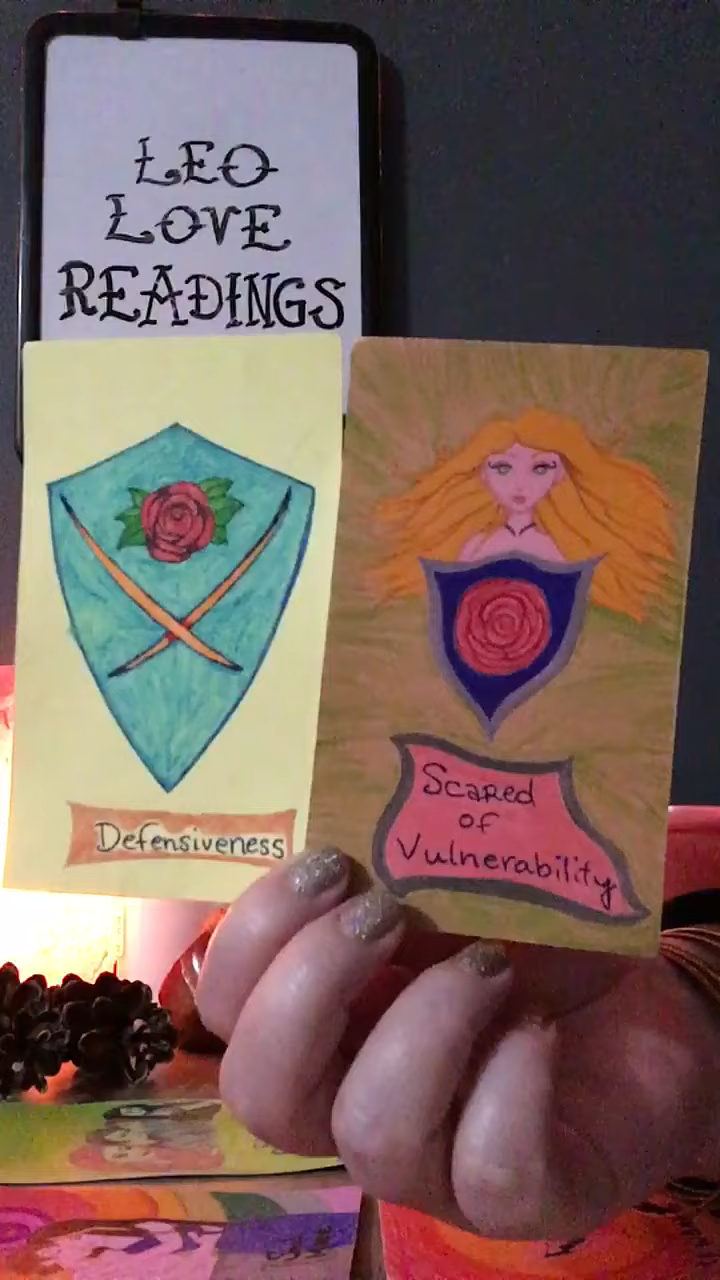 LEO
LOVE
READINGS
Defensiveness
Scared
of
Vulnerability